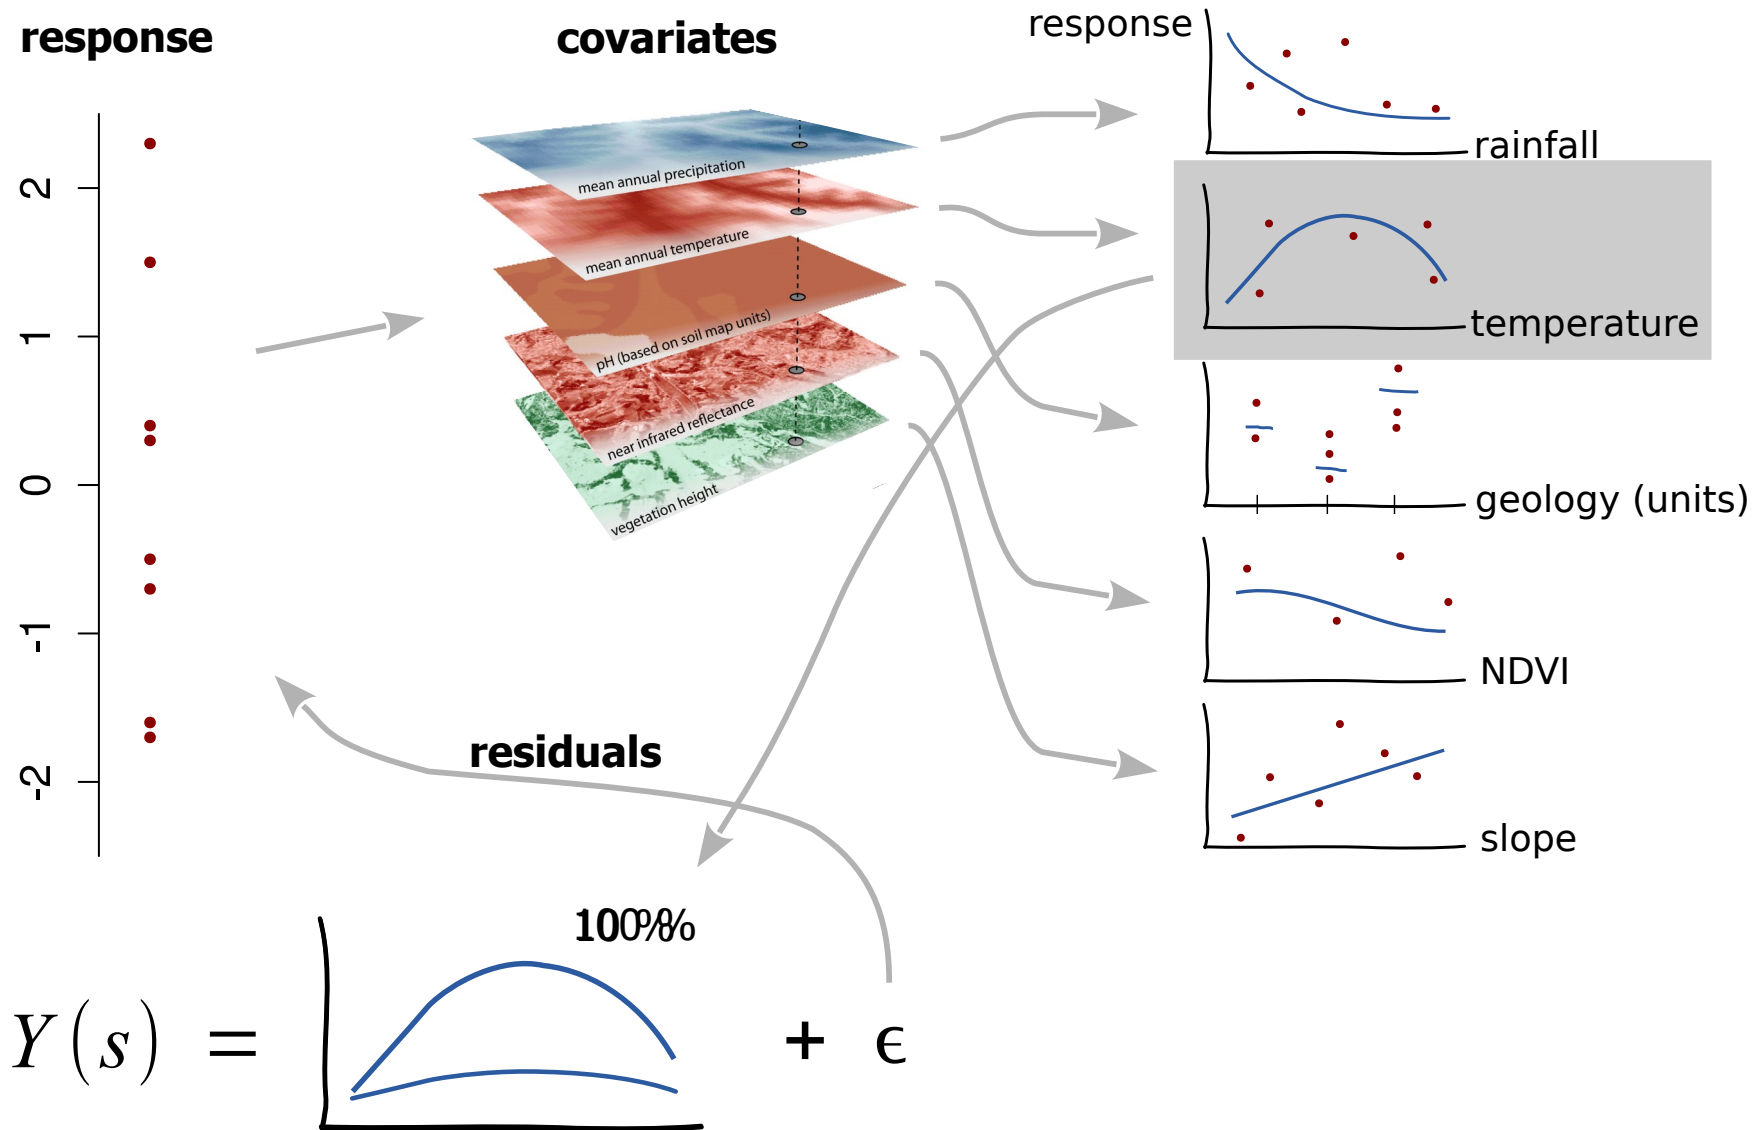 response
covariates
response
2
1
0
-1
-2
mean annual precipitation
mean annual temperature
pH (based on soil map units)
near infrared reflectance
vegetation height
rainfall
temperature
geology (units)
NDVI
slope
residuals
Y(s) = + ϵ